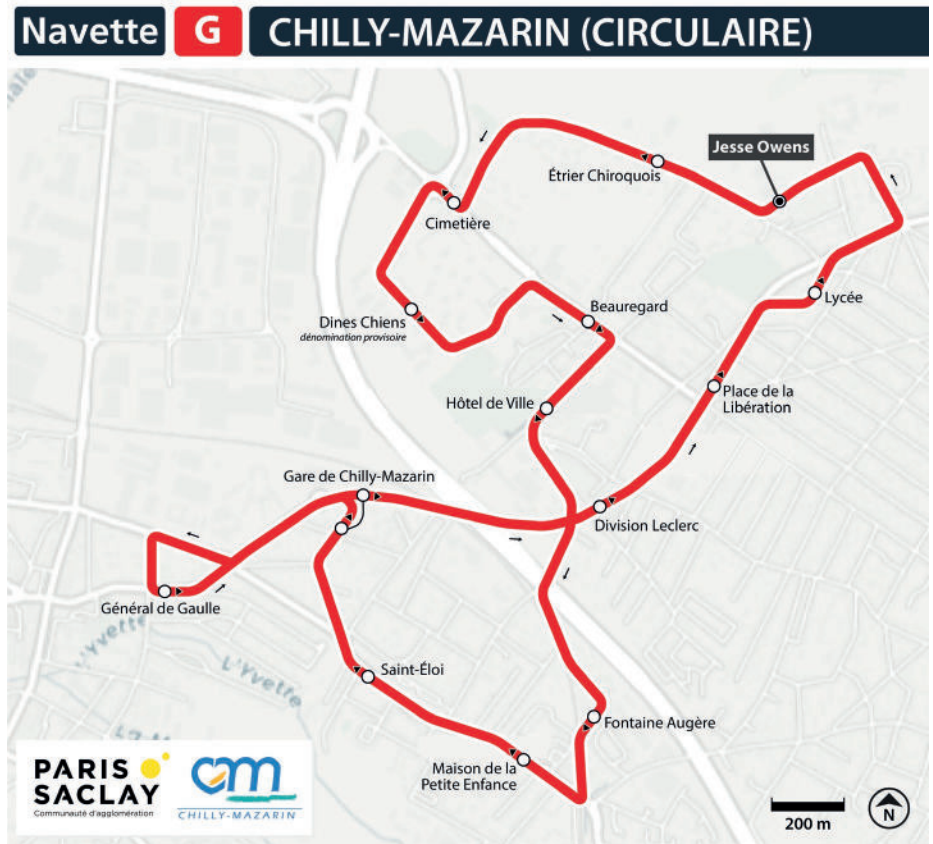 Navette G CHILLY-MAZARIN (CIRCULAIRE)
Jesse Owens
Étrier Chiroquois
Cimetière
Lycée
Beauregard
Dines Chiens
dénomination provisoire
Place de la
Libération
Hôtel de Ville
Gare de Chilly-Mazarin
Division Leclerc
Général de Gaulle
L'Yvette
L'Yvette
Saint-Éloi
Fontaine Augère
Maison de la
Petite Enfance
PARIS
SACLAY
Communauté d'agglomération
cm
CHILLY-MAZARIN
200 m
N